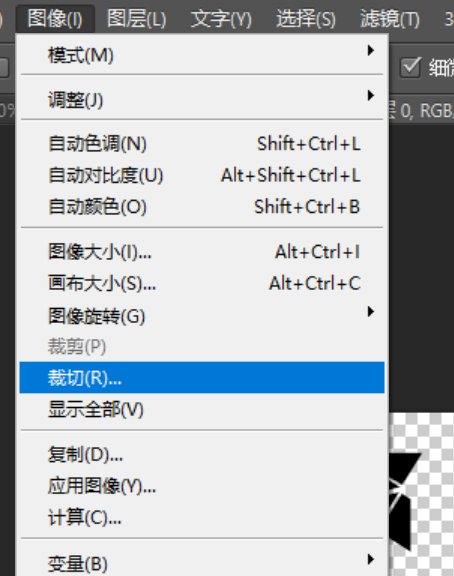 图像(I) 图层(L) 文字(Y) 选择(S) 滤镜(T) 3
模式(M)
细微
调整(J)
0%
层 0, RGB/
自动色调(N) Shift+Ctrl+L
自动对比度(U) Alt+Shift+Ctrl+L
自动颜色(O) Shift+Ctrl+B
图像大小(I)... Alt+Ctrl+I
画布大小(S)... Alt+Ctrl+C
图像旋转(G)
裁剪(P)
裁切(R)...
显示全部(V)
复制(D)...
应用图像(Y)...
计算(C)...
变量(B)